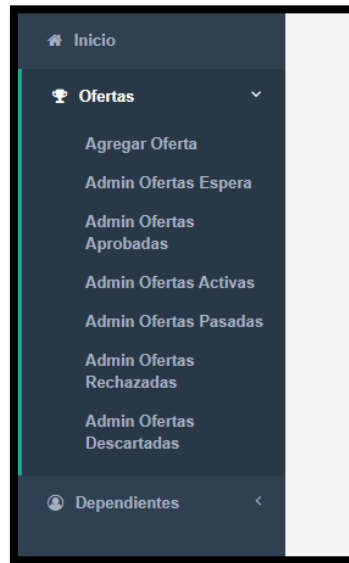 Inicio
Ofertas
Agregar Oferta
Admin Ofertas Espera
Admin Ofertas
Aprobadas
Admin Ofertas Activas
Admin Ofertas Pasadas
Admin Ofertas
Rechazadas
Admin Ofertas
Descartadas
Dependientes